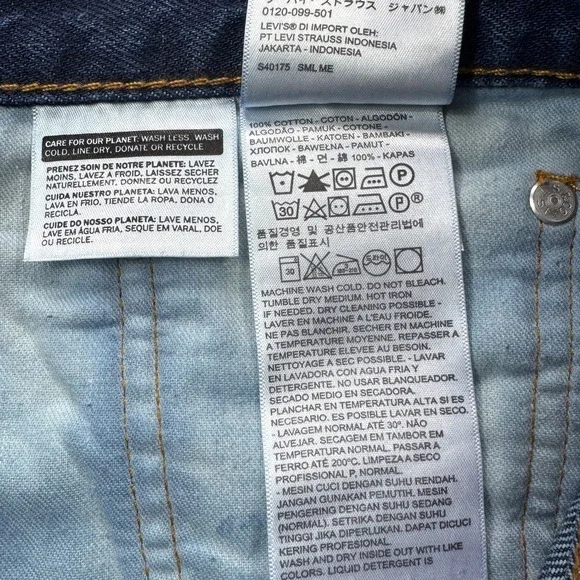 0120-099-501
LEVI'S® DI IMPORT OLEH:
PT LEVI STRAUSS INDONESIA
JAKARTA - INDONESIA
S40175 SML ME
CARE FOR OUR PLANET: WASH LESS, WASH
COLD, LINE DRY, DONATE OR RECYCLE
PRENEZ SOIN DE NOTRE PLANETE: LAVEZ
MOINS, LAVEZ A FROID, LAISSEZ SECHER
NATURELLEMENT, DONNEZ OU RECYCLEZ
CUIDA NUESTRO PLANETA: LAVA MENOS,
LAVA EN FRIO, TIENDE LA ROPA, DONA O
RECICLA.
CUIDE DO NOSSO PLANETA: LAVE MENOS,
LAVE EM ÁGUA FRIA, SEQUE EM VARAL, DOE
OU RECICLE.
100% COTTON - COTON - ALGODÓN -
ALGODÃO - PAMUK - COTONE -
BAUMWOLLE - KATOEN - BAMBAKI -
ХЛОПОК - BAWEŁNA - PAMUT -
BAVLNA - 棉 - 면 - 綿 100% - KAPAS
P
30 P
품질경영 및 공산품안전관리법
에 의한 품질표시
30
MACHINE WASH COLD. DO NOT BLEACH.
TUMBLE DRY MEDIUM. HOT IRON
IF NEEDED. DRY CLEANING POSSIBLE -
LAVER EN MACHINE A L'EAU FROIDE.
NE PAS BLANCHIR. SECHER EN MACHINE
A TEMPERATURE MOYENNE. REPASSER A
TEMPERATURE ELEVEE AU BESOIN.
NETTOYAGE A SEC POSSIBLE - LAVAR
EN LAVADORA CON AGUA FRIA Y
DETERGENTE. NO USAR BLANQUEADOR.
SECADO MEDIO EN SECADORA.
PLANCHAR EN TEMPERATURA ALTA SI ES
NECESARIO. ES POSIBLE LAVAR EN SECO.
- LAVAGEM NORMAL ATÉ 30°. NÃO
ALVEJAR. SECAGEM EM TAMBOR EM
TEMPERATURA NORMAL. PASSAR A
FERRO ATÉ 200°C. LIMPEZA A SECO
PROFISSIONAL P, NORMAL.
- MESIN CUCI DENGAN SUHU RENDAH.
JANGAN GUNAKAN PEMUTIH. MESIN
PENGERING DENGAN SUHU SEDANG
(NORMAL). SETRIKA DENGAN SUHU
TINGGI JIKA DIPERLUKAN. DAPAT DICUCI
KERING PROFESIONAL.
WASH AND DRY INSIDE OUT WITH LIKE
COLORS. LIQUID DETERGENT IS